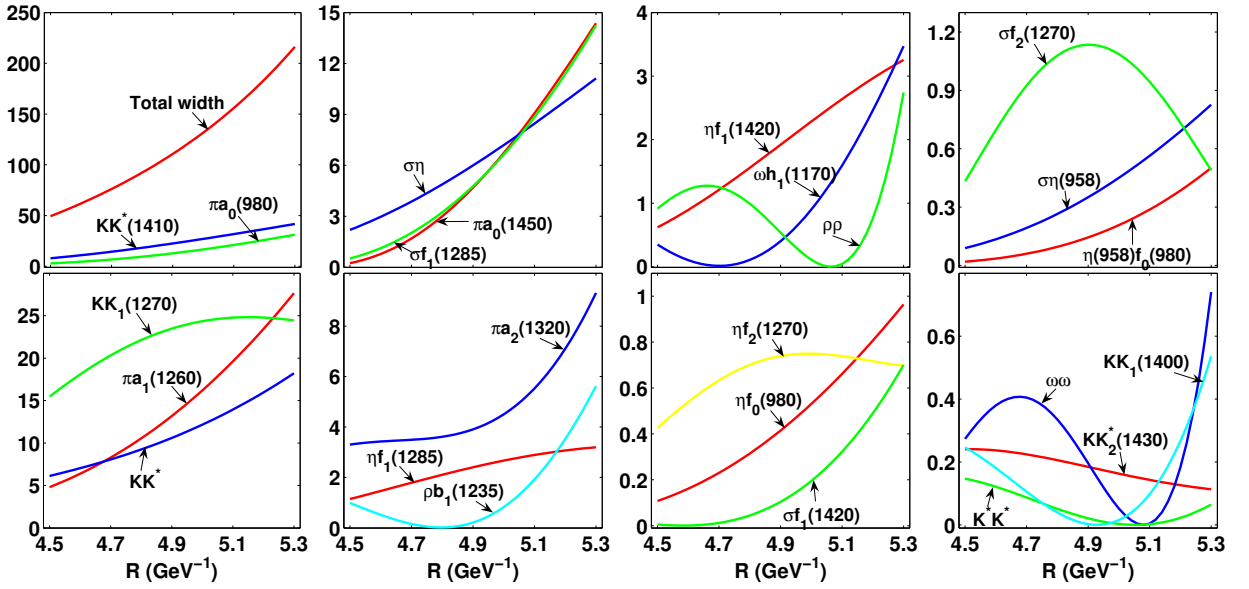 250
200
150
100
50
0
Total width
KK*(1410)
πa0(980)
15
12
9
6
3
0
ση
πa0(1450)
σf1(1285)
4
3
2
1
0
ηf1(1420)
ωh1(1170)
ρρ
1.2
0.9
0.6
0.3
0
σf2(1270)
ση(958)
η(958)f0(980)
25
20
15
10
5
0
KK1(1270)
πa1(1260)
KK*
4.5 4.7 4.9 5.1 5.3
R (GeV⁻¹)
8
6
4
2
0
πa2(1320)
ηf1(1285)
ρb1(1235)
4.5 4.7 4.9 5.1 5.3
R (GeV⁻¹)
1
0.8
0.6
0.4
0.2
0
ηf2(1270)
ηf0(980)
σf1(1420)
4.5 4.7 4.9 5.1 5.3
R (GeV⁻¹)
0.8
0.6
0.4
0.2
0
KK1(1400)
ωω
KK*2(1430)
K*K*
4.5 4.7 4.9 5.1 5.3
R (GeV⁻¹)